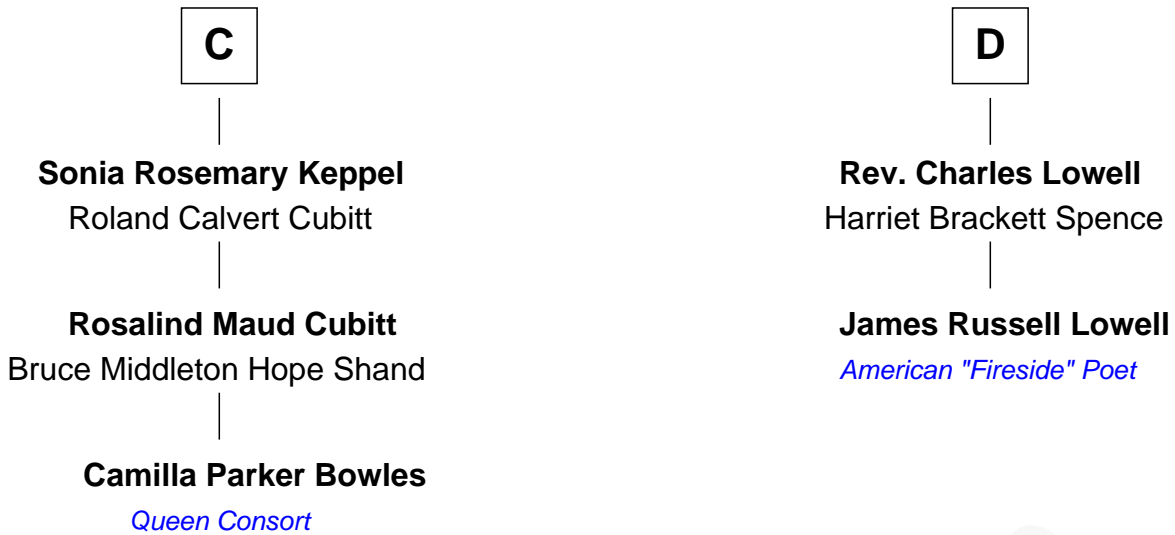 C
Sonia Rosemary Keppel
Roland Calvert Cubitt
Rosalind Maud Cubitt
Bruce Middleton Hope Shand
Camilla Parker Bowles
Queen Consort
D
Rev. Charles Lowell
Harriet Brackett Spence
James Russell Lowell
American "Fireside" Poet